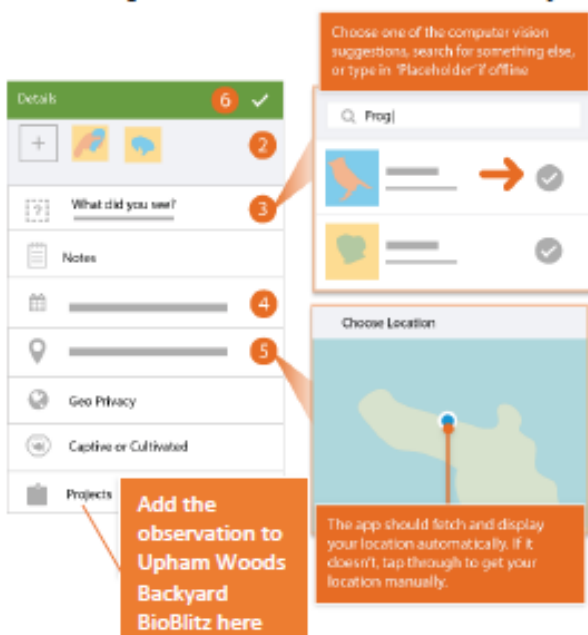 Choose one of the computer vision
suggestions, search for something else,
or type in 'Placeholder' if offline
Details
6
Frog
2
What did you see?
3
Notes
4
Choose Location
5
Geo Privacy
Captive or Cultivated
Projects
Add the
observation to
Upham Woods
Backyard
BioBlitz here
The app should fetch and display
your location automatically. If it
doesn't, tap through to get your
location manually.